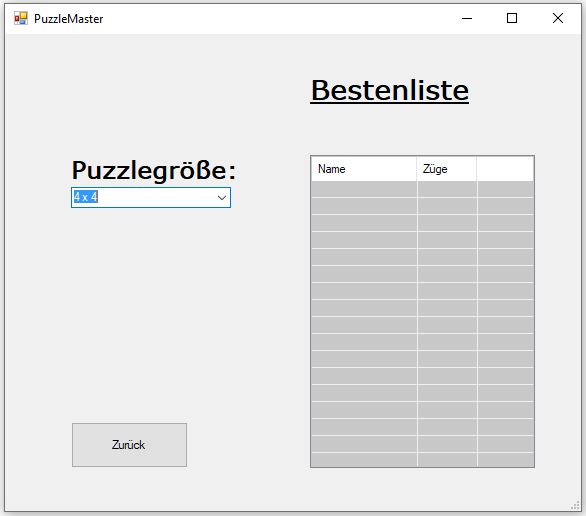 PuzzleMaster
Bestenliste
Puzzlegröße:
4 x 4
Name Züge
Zurück